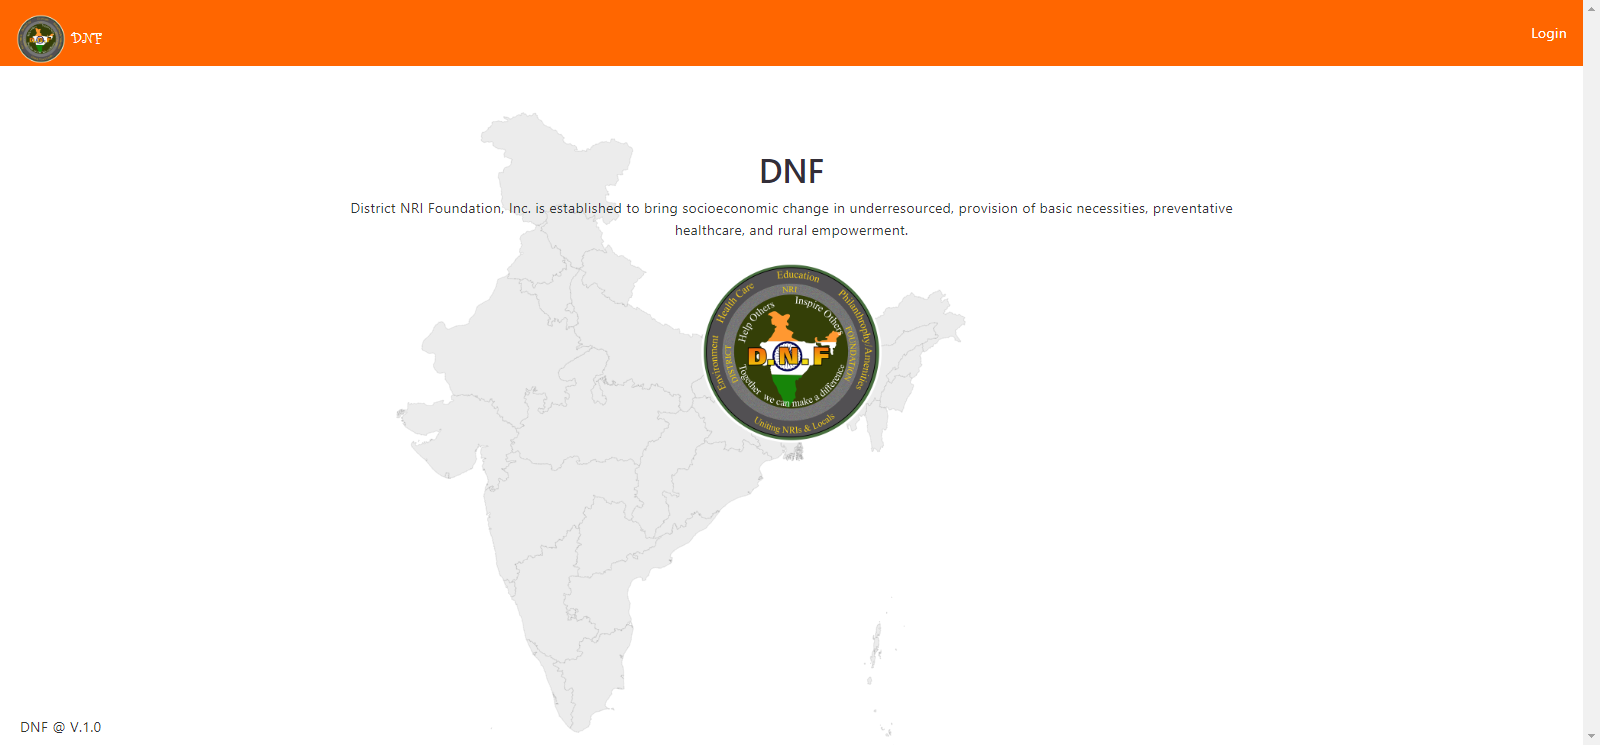 DNF
Login
DNF
District NRI Foundation, Inc. is established to bring socioeconomic change in underresourced, provision of basic necessities, preventative
healthcare, and rural empowerment.
Health Care Education Philanthropy Amenities
Environment
NRI
DISTRICT FOUNDATION
Help Others Inspire Others
D.N.F
Together we can make a difference
Uniting NRIs & Locals
DNF @ V.1.0